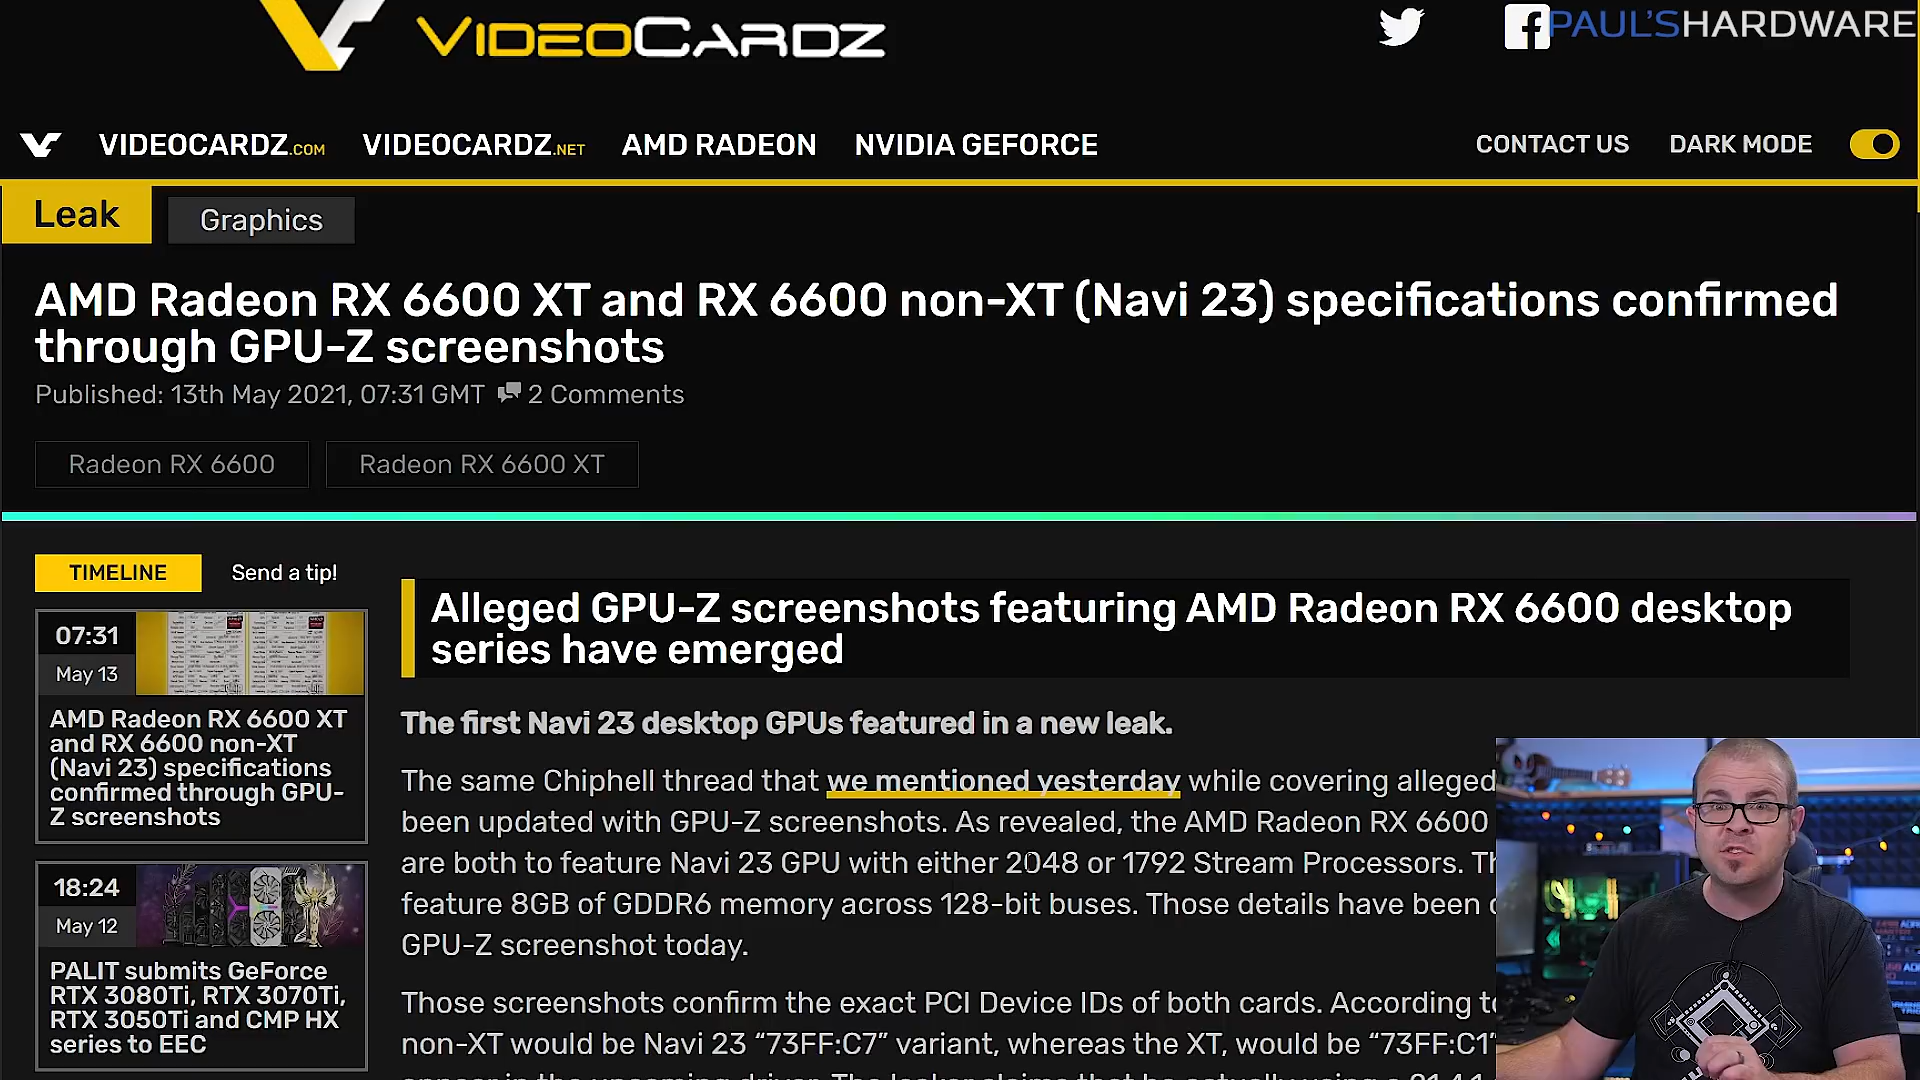 VIDEOCARDZ
PAUL'SHARDWARE
VIDEOCARDZ.COM
VIDEOCARDZ.NET
AMD RADEON
NVIDIA GEFORCE
CONTACT US
DARK MODE
Leak
Graphics
AMD Radeon RX 6600 XT and RX 6600 non-XT (Navi 23) specifications confirmed
through GPU-Z screenshots
Published: 13th May 2021, 07:31 GMT 2 Comments
Radeon RX 6600
Radeon RX 6600 XT
TIMELINE
Send a tip!
07:31
May 13
AMD Radeon RX 6600 XT
and RX 6600 non-XT
(Navi 23) specifications
confirmed through GPU-
Z screenshots
18:24
May 12
PALIT submits GeForce
RTX 3080Ti, RTX 3070Ti,
RTX 3050Ti and CMP HX
series to EEC
Alleged GPU-Z screenshots featuring AMD Radeon RX 6600 desktop
series have emerged
The first Navi 23 desktop GPUs featured in a new leak.
The same Chiphell thread that we mentioned yesterday while covering alleged
been updated with GPU-Z screenshots. As revealed, the AMD Radeon RX 6600
are both to feature Navi 23 GPU with either 2048 or 1792 Stream Processors.
feature 8GB of GDDR6 memory across 128-bit buses. Those details have been
GPU-Z screenshot today.
Those screenshots confirm the exact PCI Device IDs of both cards. According
non-XT would be Navi 23 "73FF:C7" variant, whereas the XT, would be "73FF:C1"